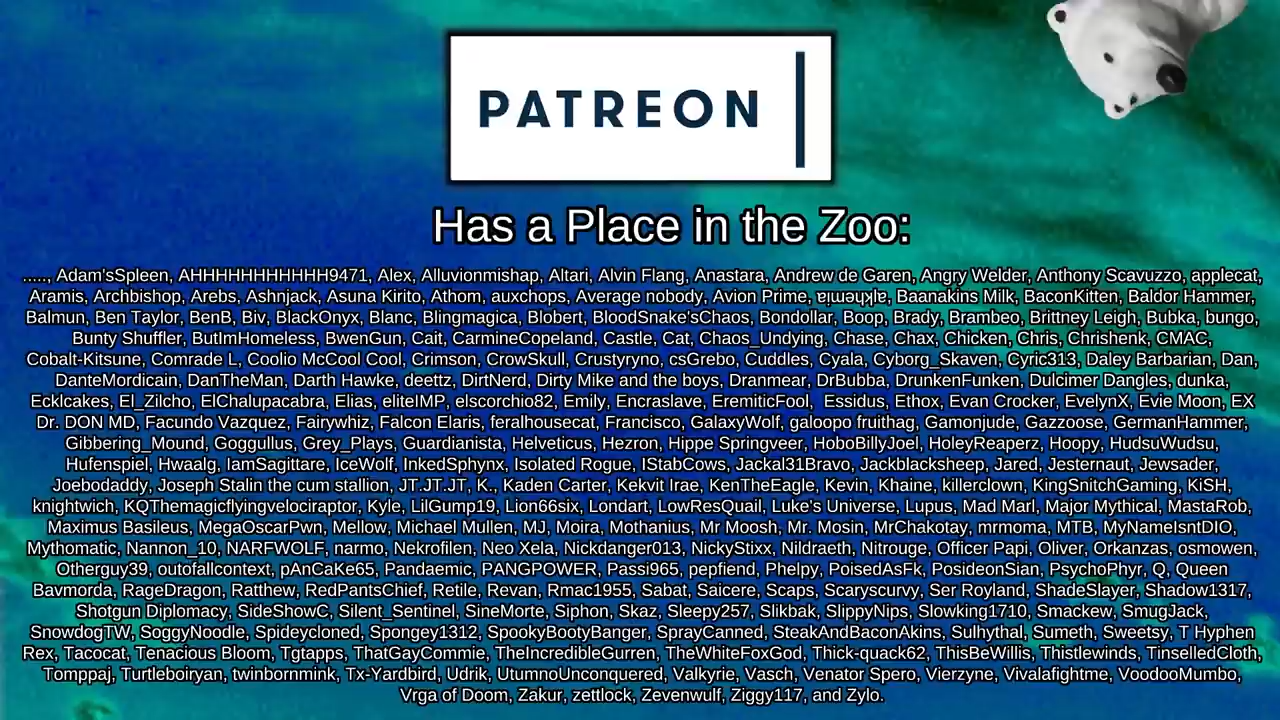 PATREON
Has a Place in the Zoo:
....., Adam'sSpleen, AHHHHHHHHHHHH9471, Alex, Alluvionmishap, Altari, Alvin Flang, Anastara, Andrew de Garen, Angry Welder, Anthony Scavuzzo, applecat,
Aramis, Archbishop, Arebs, Ashnjack, Asuna Kirito, Athom, auxchops, Average nobody, Avion Prime, ɐꞁɯǝuʞꞁɐ, Baanakins Milk, BaconKitten, Baldor Hammer,
Balmun, Ben Taylor, BenB, Biv, BlackOnyx, Blanc, Blingmagica, Blobert, BloodSnake'sChaos, Bondollar, Boop, Brady, Brambeo, Brittney Leigh, Bubka, bungo,
Bunty Shuffler, ButImHomeless, BwenGun, Cait, CarmineCopeland, Castle, Cat, Chaos_Undying, Chase, Chax, Chicken, Chris, Chrishenk, CMAC,
Cobalt-Kitsune, Comrade L, Coolio McCool Cool, Crimson, CrowSkull, Crustyryno, csGrebo, Cuddles, Cyala, Cyborg_Skaven, Cyric313, Daley Barbarian, Dan,
DanteMordicain, DanTheMan, Darth Hawke, deettz, DirtNerd, Dirty Mike and the boys, Dranmear, DrBubba, DrunkenFunken, Dulcimer Dangles, dunka,
Ecklcakes, El_Zilcho, ElChalupacabra, Elias, eliteIMP, elscorchio82, Emily, Encraslave, EremiticFool, Essidus, Ethox, Evan Crocker, EvelynX, Evie Moon, EX
Dr. DON MD, Facundo Vazquez, Fairywhiz, Falcon Elaris, feralhousecat, Francisco, GalaxyWolf, galoopo fruithag, Gamonjude, Gazzoose, GermanHammer,
Gibbering_Mound, Goggullus, Grey_Plays, Guardianista, Helveticus, Hezron, Hippe Springveer, HoboBillyJoel, HoleyReaperz, Hoopy, HudsuWudsu,
Hufenspiel, Hwaalg, IamSagittare, IceWolf, InkedSphynx, Isolated Rogue, IStabCows, Jackal31Bravo, Jackblacksheep, Jared, Jesternaut, Jewsader,
Joebodaddy, Joseph Stalin the cum stallion, JT.JT.JT, K., Kaden Carter, Kekvit Irae, KenTheEagle, Kevin, Khaine, killerclown, KingSnitchGaming, KiSH,
knightwich, KQThemagicflyingvelociraptor, Kyle, LilGump19, Lion66six, Londart, LowResQuail, Luke's Universe, Lupus, Mad Marl, Major Mythical, MastaRob,
Maximus Basileus, MegaOscarPwn, Mellow, Michael Mullen, MJ, Moira, Mothanius, Mr Moosh, Mr. Mosin, MrChakotay, mrmoma, MTB, MyNameIsntDIO,
Mythomatic, Nannon_10, NARFWOLF, narmo, Nekrofilen, Neo Xela, Nickdanger013, NickyStixx, Nildraeth, Nitrouge, Officer Papi, Oliver, Orkanzas, osmowen,
Otherguy39, outofallcontext, pAnCaKe65, Pandaemic, PANGPOWER, Passi965, pepfiend, Phelpy, PoisedAsFk, PosideonSian, PsychoPhyr, Q, Queen
Bavmorda, RageDragon, Ratthew, RedPantsChief, Retile, Revan, Rmac1955, Sabat, Saicere, Scaps, Scaryscurvy, Ser Royland, ShadeSlayer, Shadow1317,
Shotgun Diplomacy, SideShowC, Silent_Sentinel, SineMorte, Siphon, Skaz, Sleepy257, Slikbak, SlippyNips, Slowking1710, Smackew, SmugJack,
SnowdogTW, SoggyNoodle, Spideycloned, Spongey1312, SpookyBootyBanger, SprayCanned, SteakAndBaconAkins, Sulhythal, Sumeth, Sweetsy, T Hyphen
Rex, Tacocat, Tenacious Bloom, Tgtapps, ThatGayCommie, TheIncredibleGurren, TheWhiteFoxGod, Thick-quack62, ThisBeWillis, Thistlewinds, TinselledCloth,
Tomppaj, Turtleboiryan, twinbornmink, Tx-Yardbird, Udrik, UtumnoUnconquered, Valkyrie, Vasch, Venator Spero, Vierzyne, Vivalafightme, VoodooMumbo,
Vrga of Doom, Zakur, zettlock, Zevenwulf, Ziggy117, and Zylo.